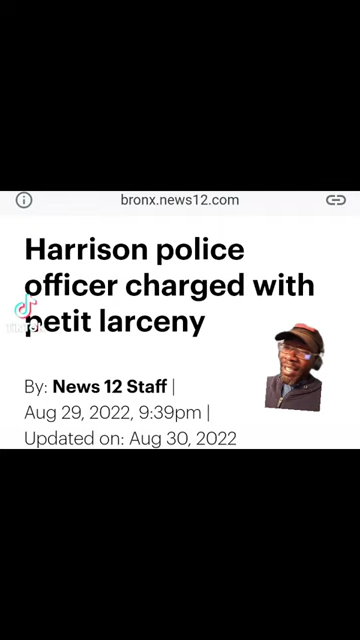 bronx.news12.com
Harrison police
officer charged with
petit larceny
By: News 12 Staff |
Aug 29, 2022, 9:39pm |
Updated on: Aug 30, 2022
TikTok